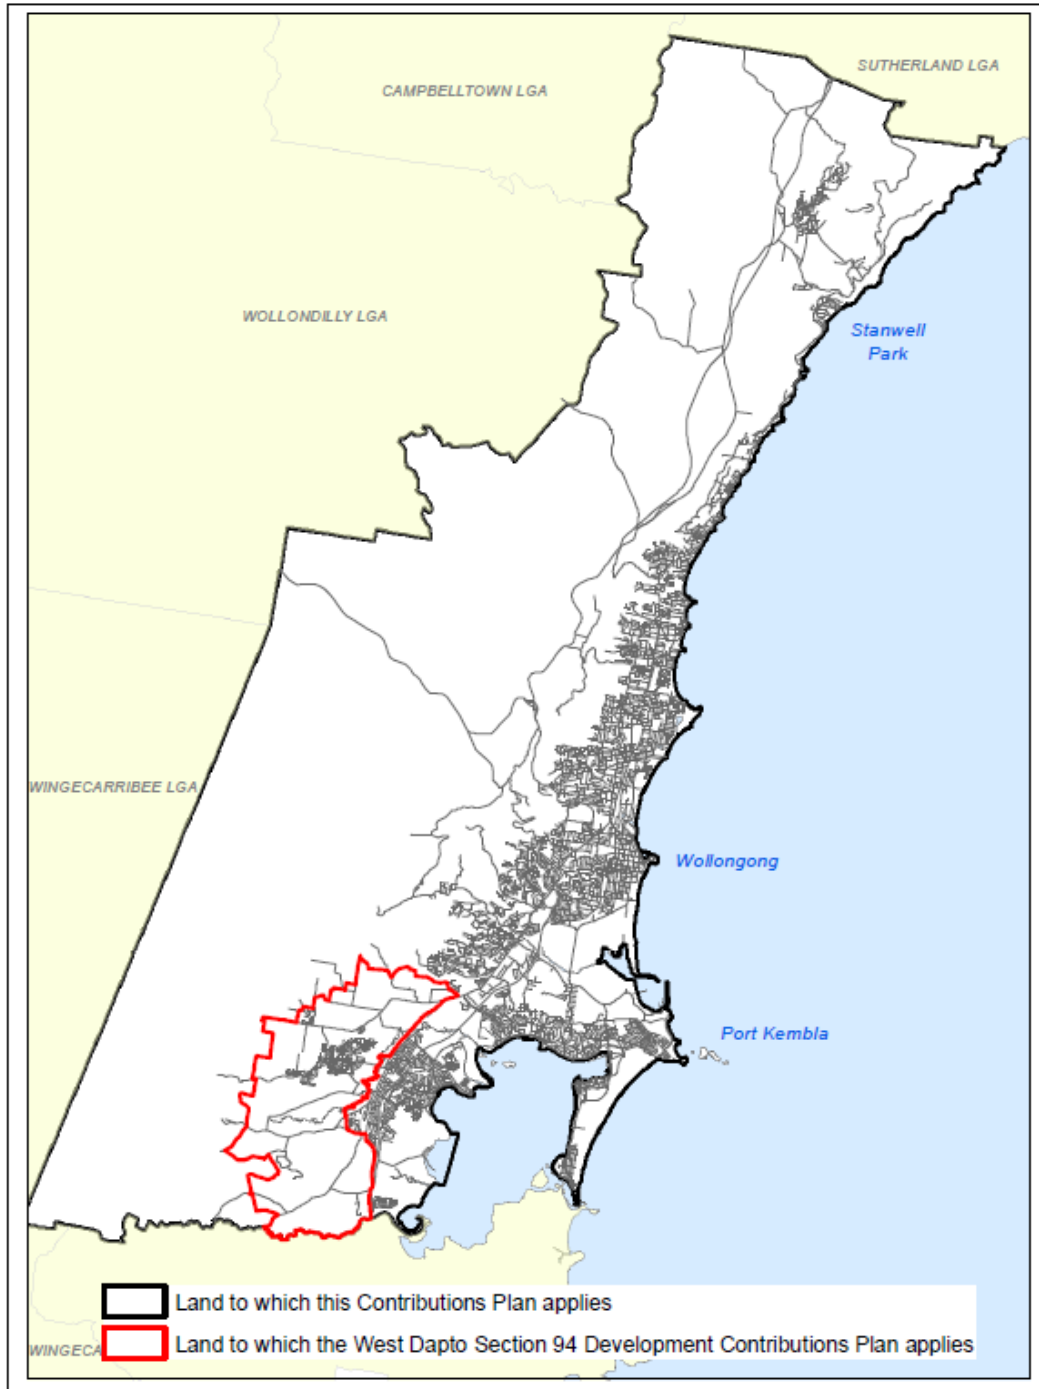 SUTHERLAND LGA
CAMPBELLTOWN LGA
WOLLONDILLY LGA
Stanwell
Park
WINGECARRIBEE LGA
Wollongong
Port Kembla
Land to which this Contributions Plan applies
Land to which the West Dapto Section 94 Development Contributions Plan applies
WINGECA